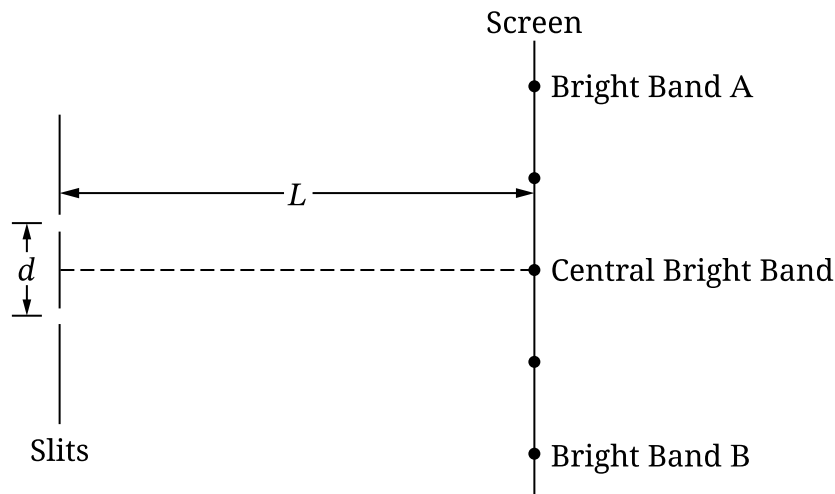 Screen
Bright Band A
L
d
Central Bright Band
Slits
Bright Band B